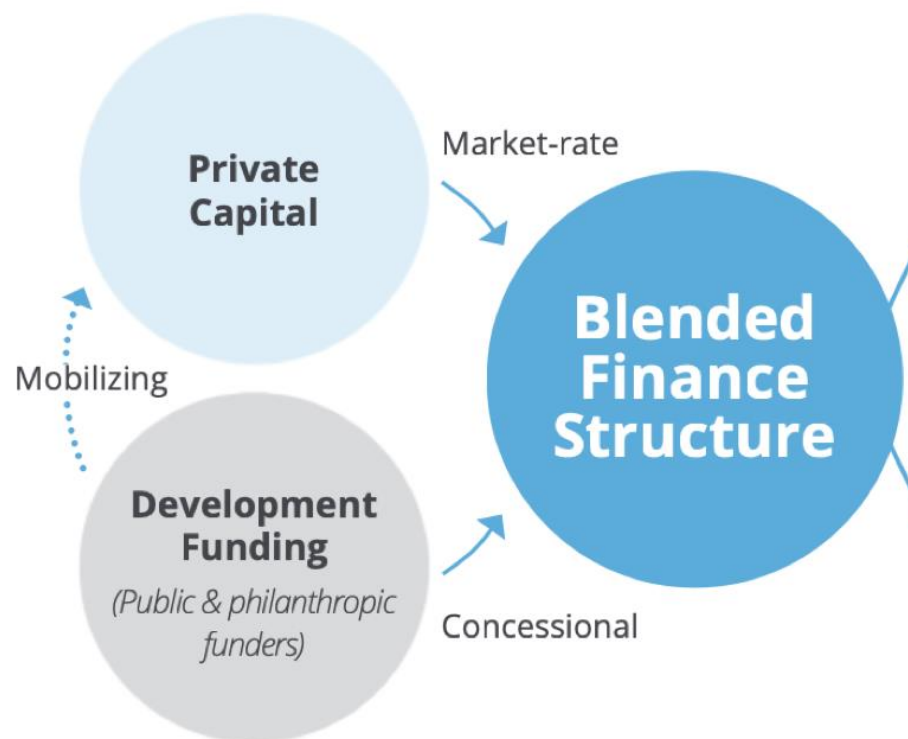 Private
Capital
Market-rate
Mobilizing
Development
Funding
(Public & philanthropic
funders)
Concessional
Blended
Finance
Structure